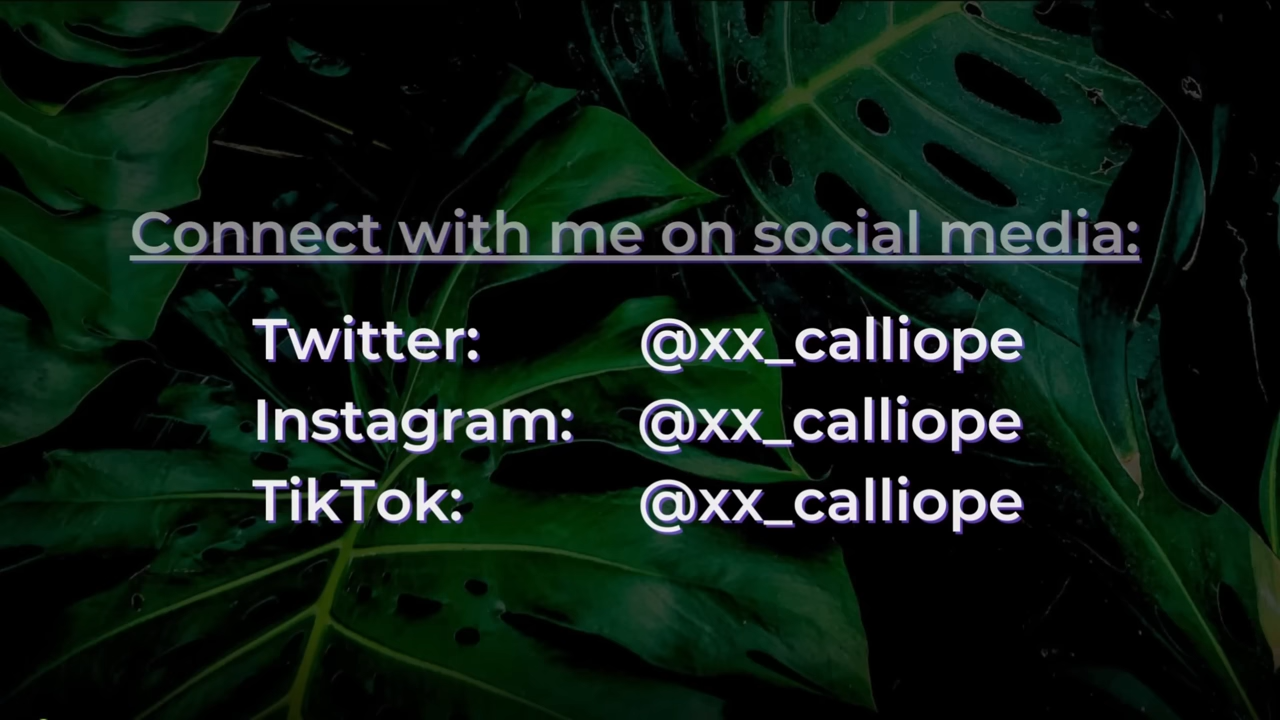 Connect with me on social media:
Twitter: @xx_calliope
Instagram: @xx_calliope
TikTok: @xx_calliope